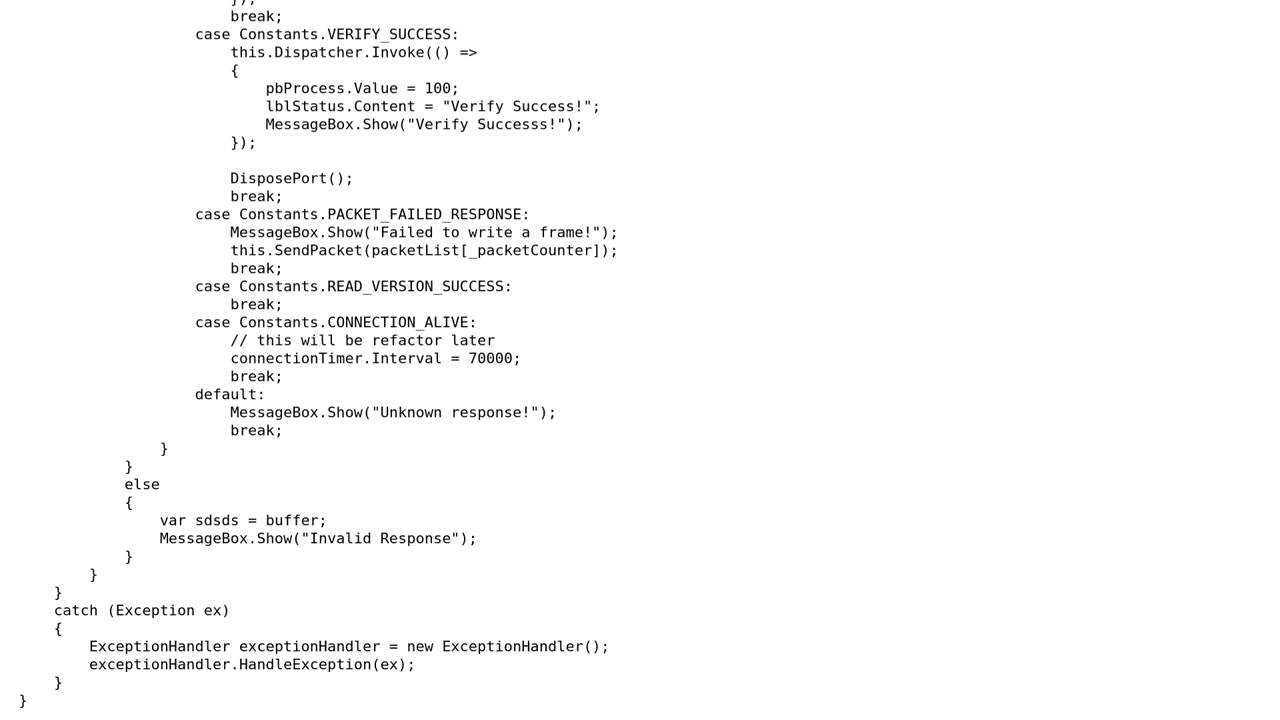 });
break;
case Constants.VERIFY_SUCCESS:
this.Dispatcher.Invoke(() =>
{
pbProcess.Value = 100;
lblStatus.Content = "Verify Success!";
MessageBox.Show("Verify Successs!");
});
DisposePort();
break;
case Constants.PACKET_FAILED_RESPONSE:
MessageBox.Show("Failed to write a frame!");
this.SendPacket(packetList[_packetCounter]);
break;
case Constants.READ_VERSION_SUCCESS:
break;
case Constants.CONNECTION_ALIVE:
// this will be refactor later
connectionTimer.Interval = 70000;
break;
default:
MessageBox.Show("Unknown response!");
break;
}
}
else
{
var sdsds = buffer;
MessageBox.Show("Invalid Response");
}
}
}
catch (Exception ex)
{
ExceptionHandler exceptionHandler = new ExceptionHandler();
exceptionHandler.HandleException(ex);
}
}